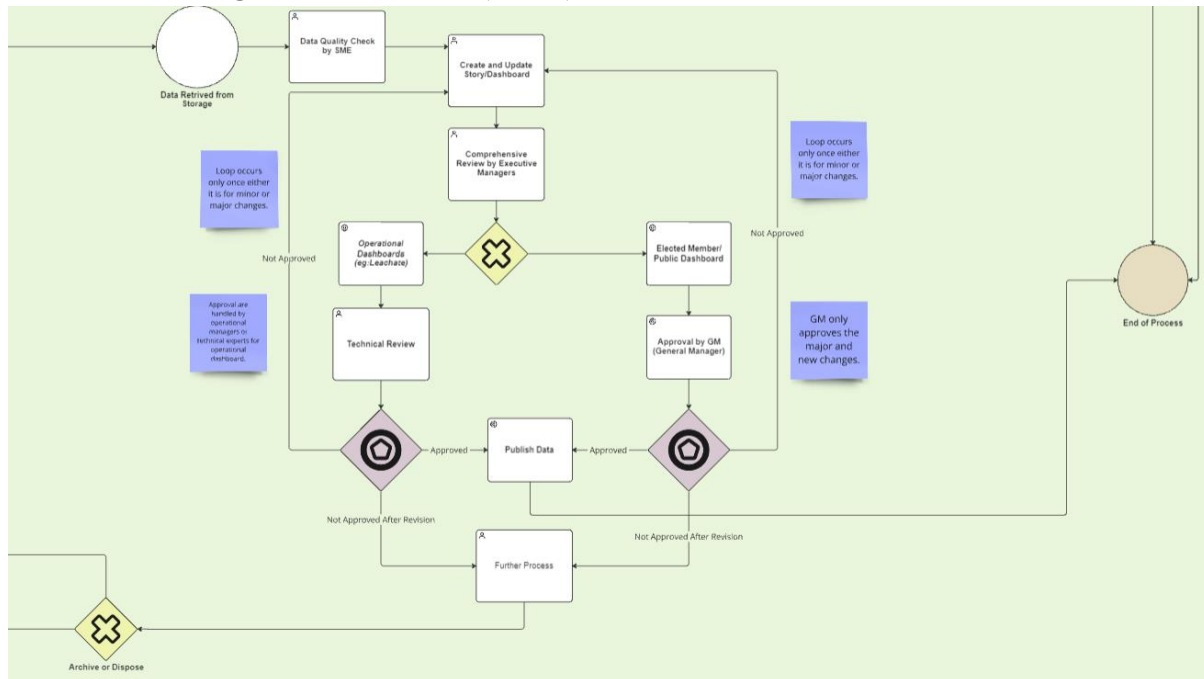 Data Quality Check
by SME
Create and Update
Story/Dashboard
Data Retrived from
Storage
Comprehensive
Review by Executive
Managers
Loop occurs
only once either
it is for minor or
major changes.
Loop occurs
only once either
it is for minor or
major changes.
Not Approved
Not Approved
Operational
Dashboards
(eg:Leachate)
Elected Member/
Public Dashboard
Approval are
handled by
operational
managers or
technical experts for
operational
dashboard.
Technical Review
Approval by GM
(General Manager)
GM only
approves the
major and
new changes.
End of Process
Approved
Publish Data
Approved
Not Approved After Revision
Not Approved After Revision
Further Process
Archive or Dispose